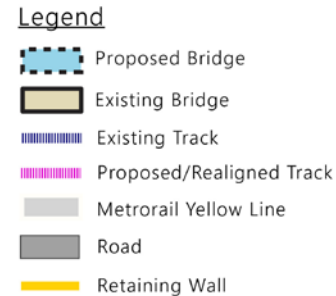 Legend
Proposed Bridge
Existing Bridge
Existing Track
Proposed/Realigned Track
Metrorail Yellow Line
Road
Retaining Wall